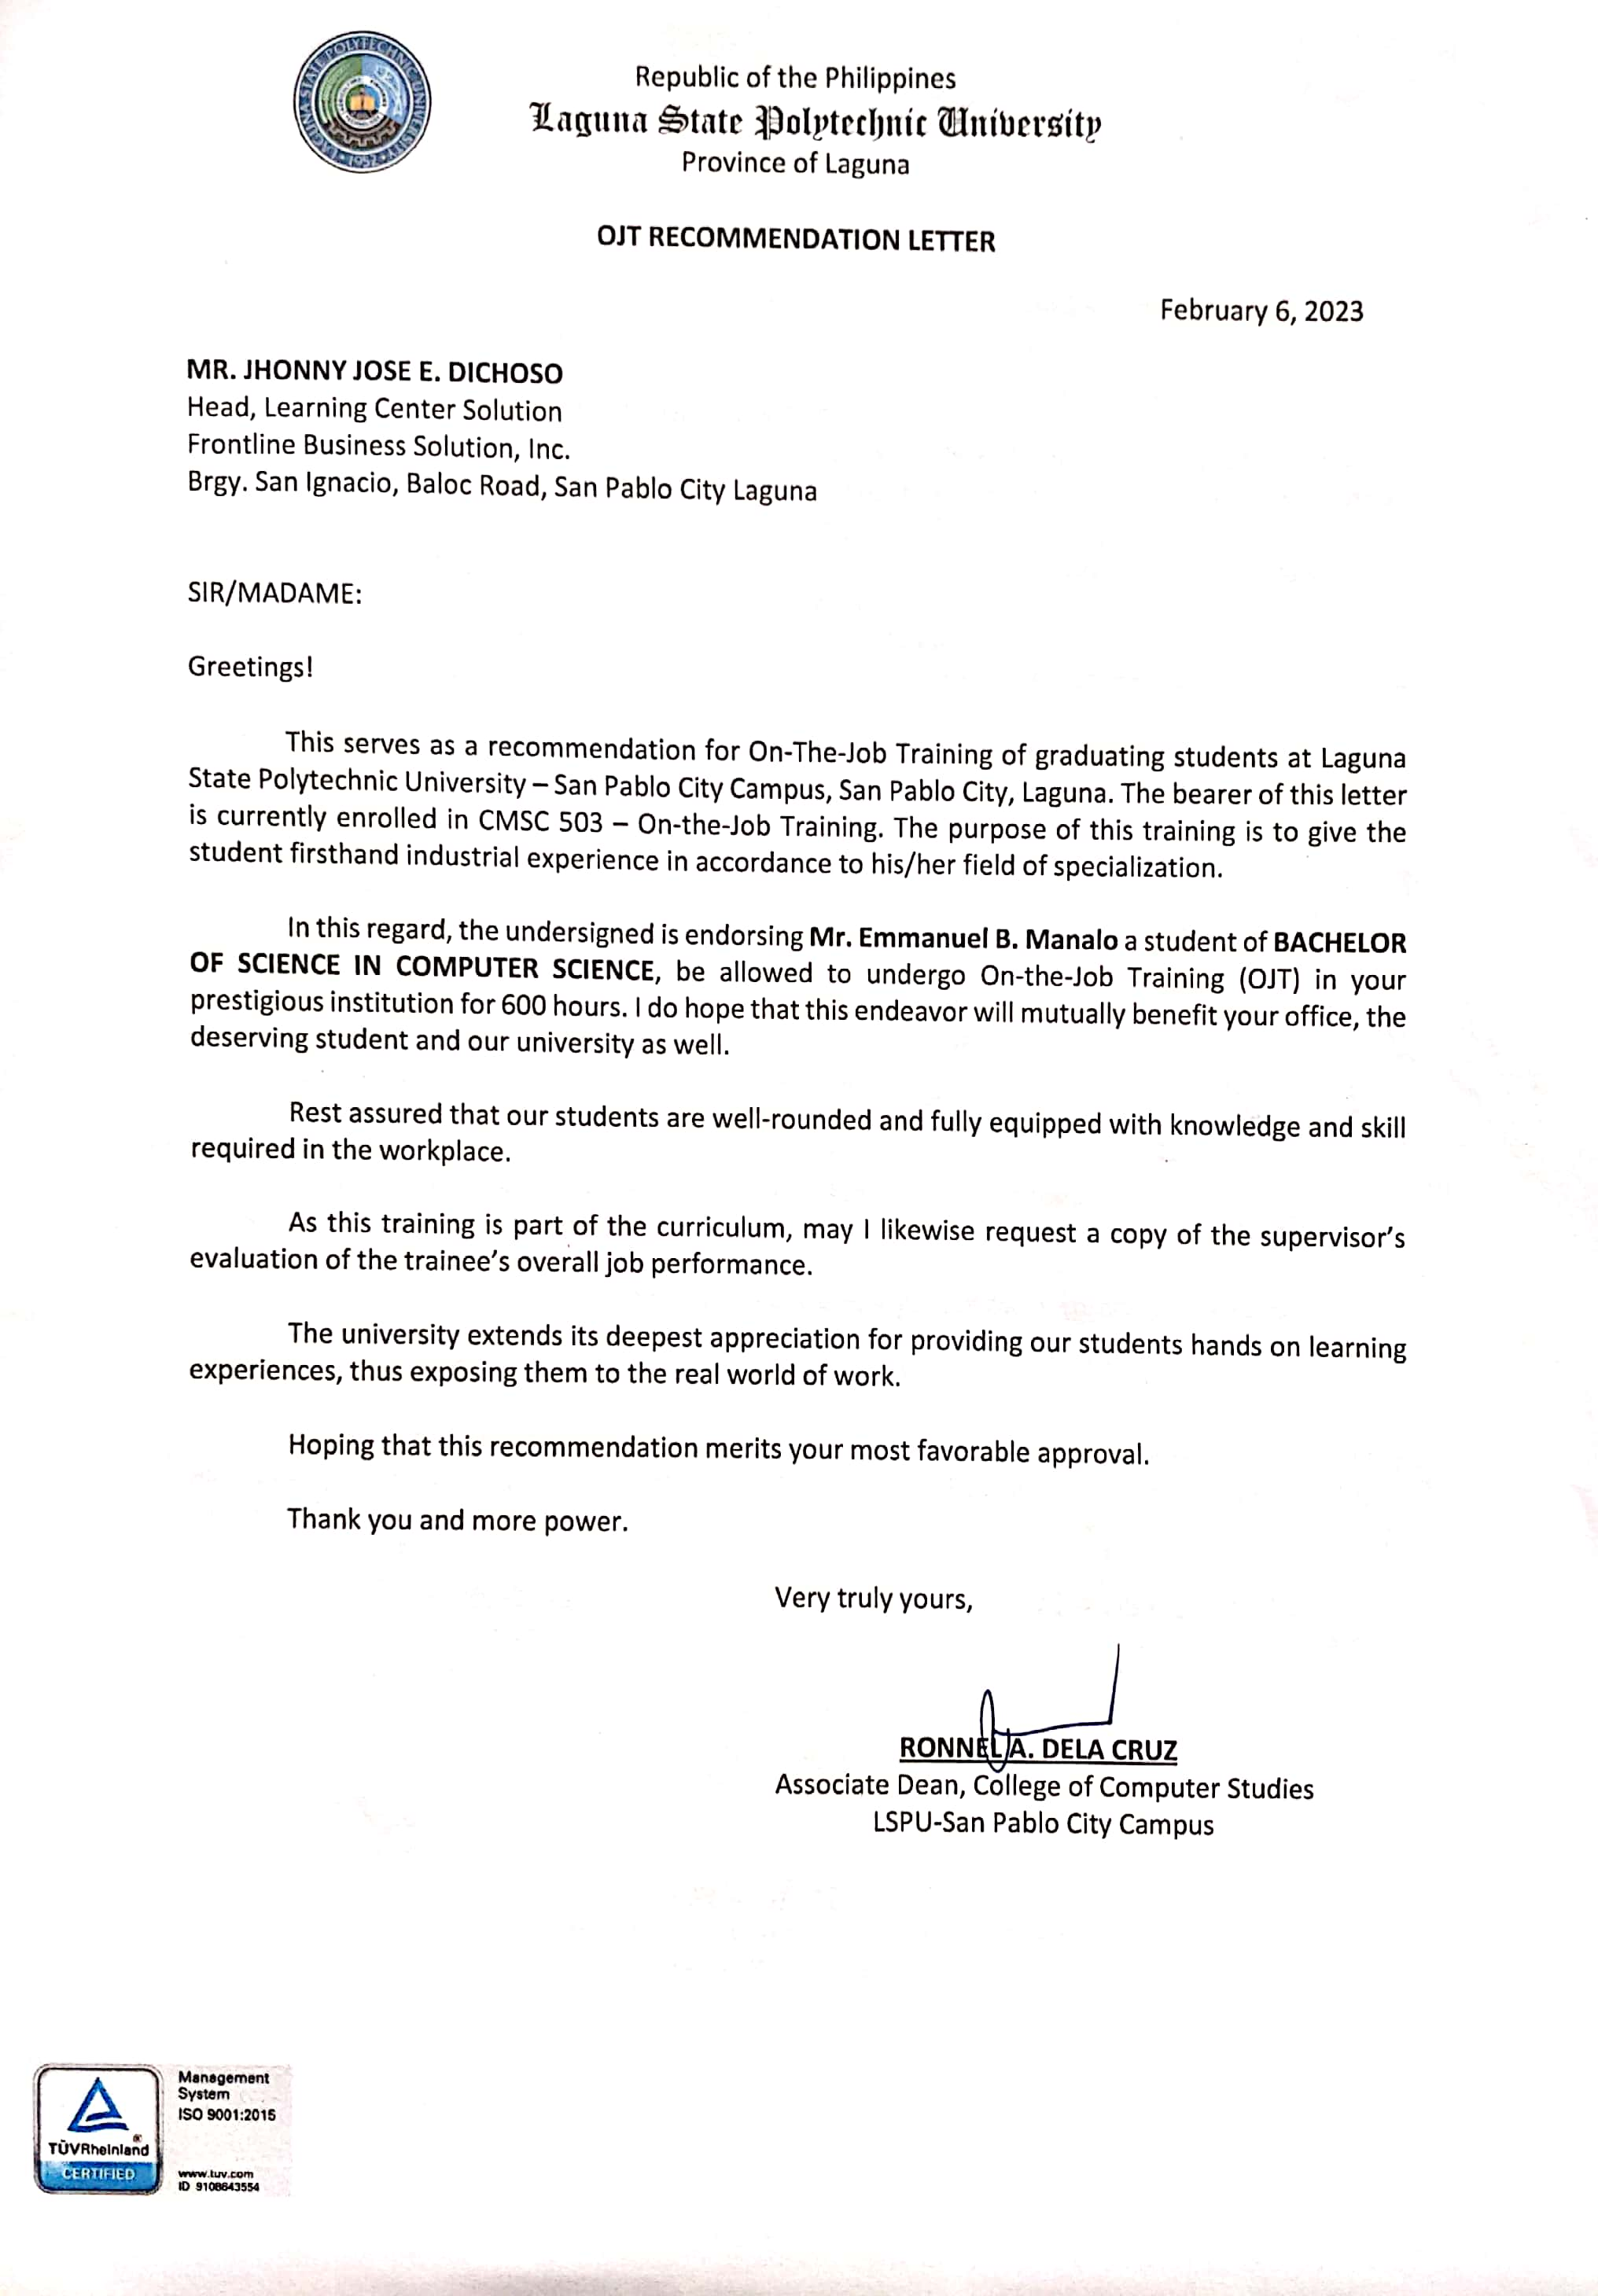 LAGUNA STATE POLYTECHNIC UNIVERSITY
1952
Republic of the Philippines
Laguna State Polytechnic University
Province of Laguna
OJT RECOMMENDATION LETTER
February 6, 2023
MR. JHONNY JOSE E. DICHOSO
Head, Learning Center Solution
Frontline Business Solution, Inc.
Brgy. San Ignacio, Baloc Road, San Pablo City Laguna
SIR/MADAME:
Greetings!
This serves as a recommendation for On-The-Job Training of graduating students at Laguna
State Polytechnic University – San Pablo City Campus, San Pablo City, Laguna. The bearer of this letter
is currently enrolled in CMSC 503 – On-the-Job Training. The purpose of this training is to give the
student firsthand industrial experience in accordance to his/her field of specialization.
In this regard, the undersigned is endorsing Mr. Emmanuel B. Manalo a student of BACHELOR
OF SCIENCE IN COMPUTER SCIENCE, be allowed to undergo On-the-Job Training (OJT) in your
prestigious institution for 600 hours. I do hope that this endeavor will mutually benefit your office, the
deserving student and our university as well.
Rest assured that our students are well-rounded and fully equipped with knowledge and skill
required in the workplace.
As this training is part of the curriculum, may I likewise request a copy of the supervisor's
evaluation of the trainee's overall job performance.
The university extends its deepest appreciation for providing our students hands on learning
experiences, thus exposing them to the real world of work.
Hoping that this recommendation merits your most favorable approval.
Thank you and more power.
Very truly yours,
RONNEL A. DELA CRUZ
Associate Dean, College of Computer Studies
LSPU-San Pablo City Campus
Management
System
ISO 9001:2015
TÜVRheinland®
CERTIFIED
www.tuv.com
ID 9108643554